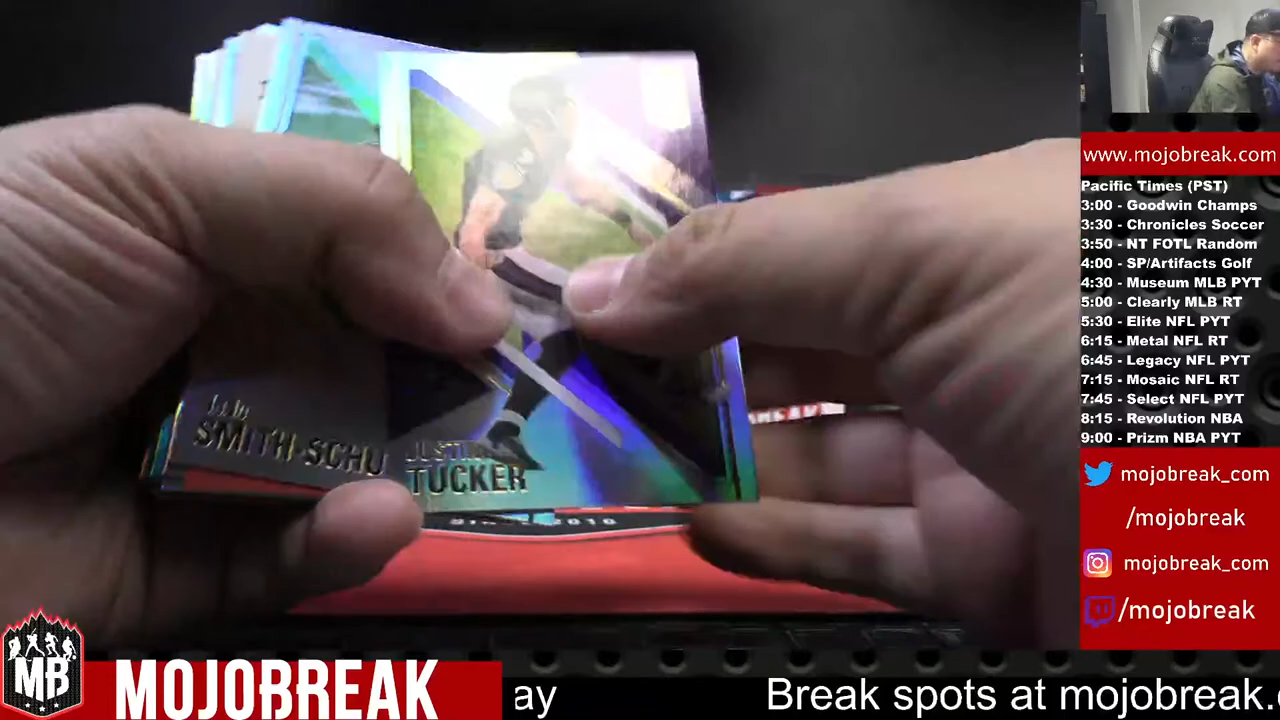 www.mojobreak.com
Pacific Times (PST)
3:00 - Goodwin Champs
3:30 - Chronicles Soccer
3:50 - NT FOTL Random
4:00 - SP/Artifacts Golf
4:30 - Museum MLB PYT
5:00 - Clearly MLB RT
5:30 - Elite NFL PYT
6:15 - Metal NFL RT
6:45 - Legacy NFL PYT
7:15 - Mosaic NFL RT
7:45 - Select NFL PYT
8:15 - Revolution NBA
9:00 - Prizm NBA PYT
mojobreak_com
/mojobreak
mojobreak_com
/mojobreak
SMITH-SCHU
JUSTIN
TUCKER
2010
MB
MOJOBREAK
ay Break spots at mojobreak.c